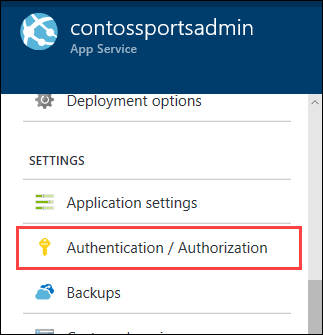 contossportsadmin
App Service
Deployment options
SETTINGS
Application settings
Authentication / Authorization
Backups